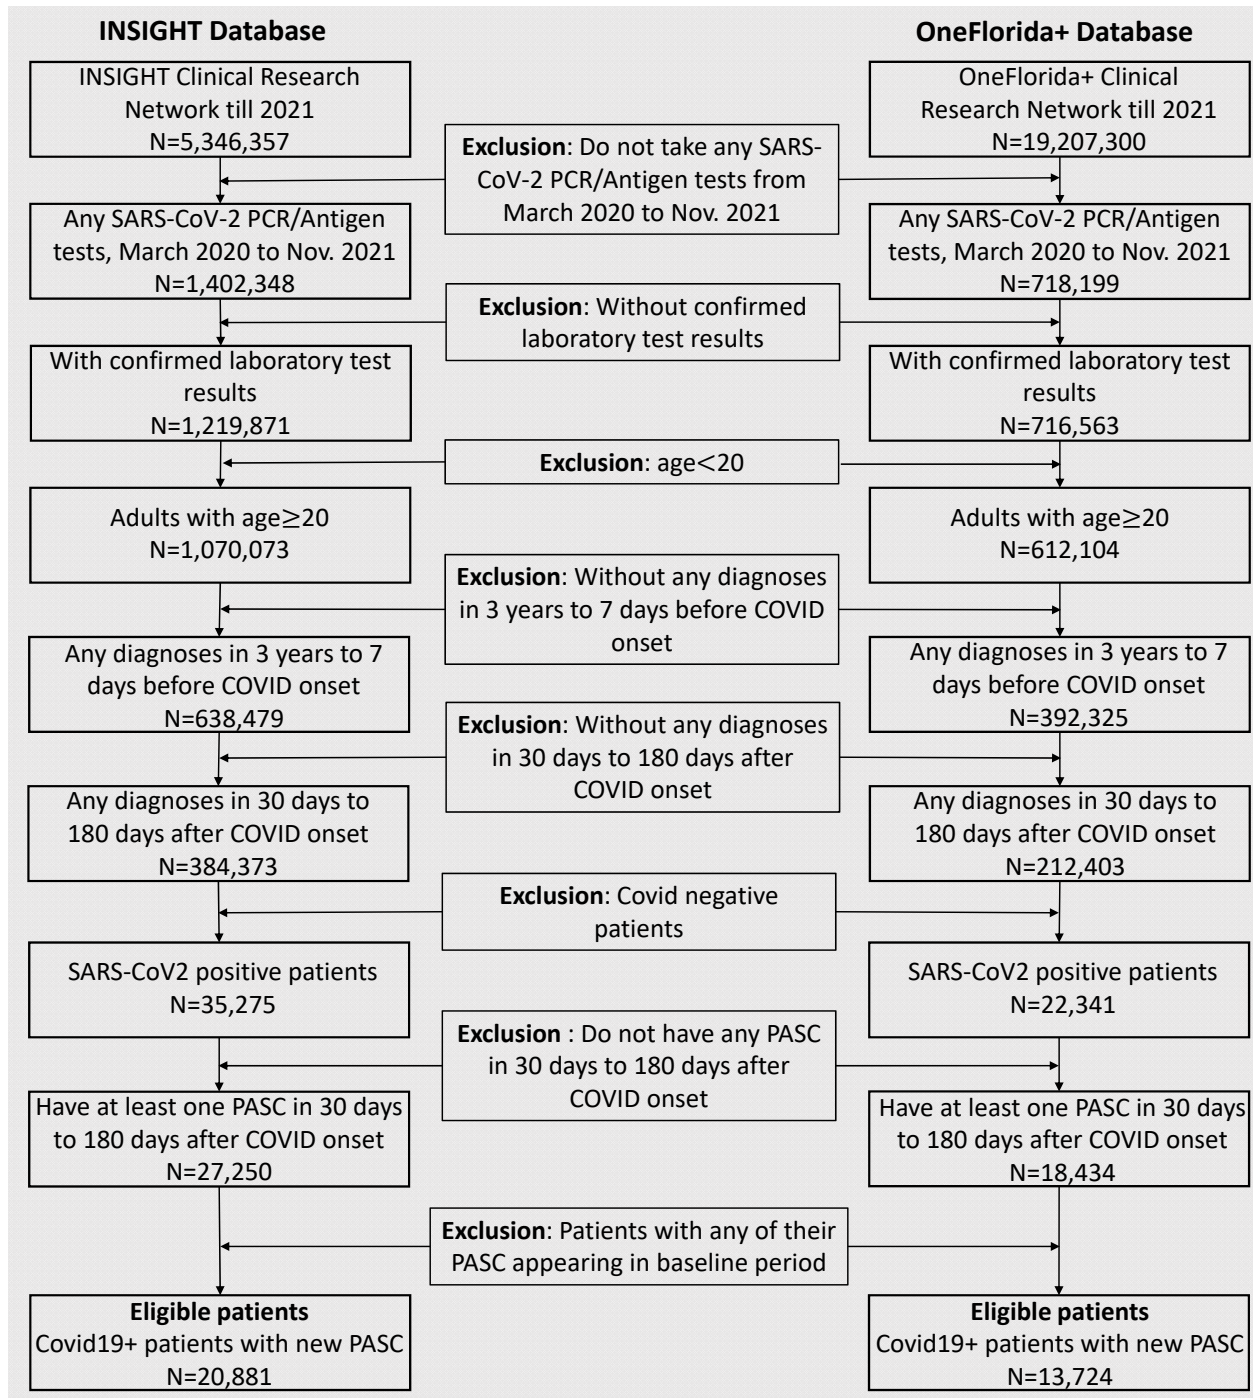 INSIGHT Database
OneFlorida+ Database
INSIGHT Clinical Research
Network till 2021
N=5,346,357
OneFlorida+ Clinical
Research Network till 2021
N=19,207,300
Exclusion: Do not take any SARS-
CoV-2 PCR/Antigen tests from
March 2020 to Nov. 2021
Any SARS-CoV-2 PCR/Antigen
tests, March 2020 to Nov. 2021
N=1,402,348
Any SARS-CoV-2 PCR/Antigen
tests, March 2020 to Nov. 2021
N=718,199
Exclusion: Without confirmed
laboratory test results
With confirmed laboratory test
results
N=1,219,871
With confirmed laboratory test
results
N=716,563
Exclusion: age<20
Adults with age≥20
N=1,070,073
Adults with age≥20
N=612,104
Exclusion: Without any diagnoses
in 3 years to 7 days before COVID
onset
Any diagnoses in 3 years to 7
days before COVID onset
N=638,479
Any diagnoses in 3 years to 7
days before COVID onset
N=392,325
Exclusion: Without any diagnoses
in 30 days to 180 days after
COVID onset
Any diagnoses in 30 days to
180 days after COVID onset
N=384,373
Any diagnoses in 30 days to
180 days after COVID onset
N=212,403
Exclusion: Covid negative
patients
SARS-CoV2 positive patients
N=35,275
SARS-CoV2 positive patients
N=22,341
Exclusion : Do not have any PASC
in 30 days to 180 days after
COVID onset
Have at least one PASC in 30 days
to 180 days after COVID onset
N=27,250
Have at least one PASC in 30 days
to 180 days after COVID onset
N=18,434
Exclusion: Patients with any of their
PASC appearing in baseline period
Eligible patients
Covid19+ patients with new PASC
N=20,881
Eligible patients
Covid19+ patients with new PASC
N=13,724